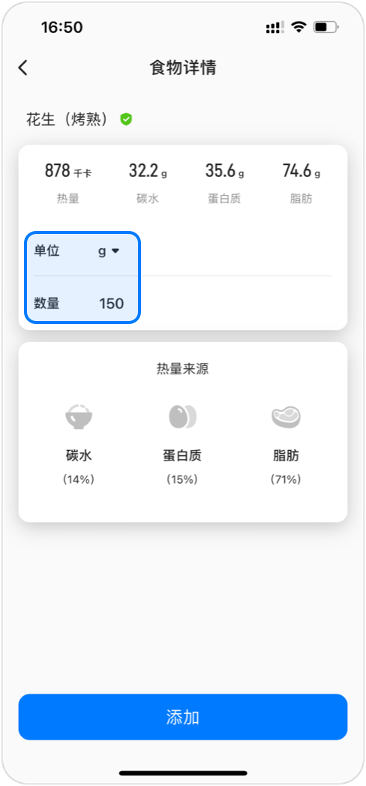 16:50
食物详情
花生（烤熟）
878 千卡 32.2 g 35.6 g 74.6 g
热量 碳水 蛋白质 脂肪
单位 g
数量 150
热量来源
碳水 蛋白质 脂肪
(14%) (15%) (71%)
添加